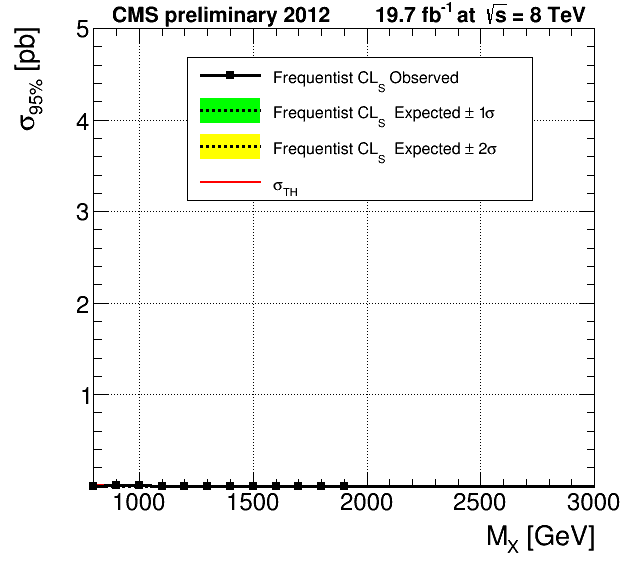 CMS preliminary 2012 19.7 fb⁻¹ at √s = 8 TeV
σ95% [pb]
5
4
3
2
1
Frequentist CLS Observed
Frequentist CLS Expected ± 1σ
Frequentist CLS Expected ± 2σ
σTH
1000 1500 2000 2500 3000
MX [GeV]